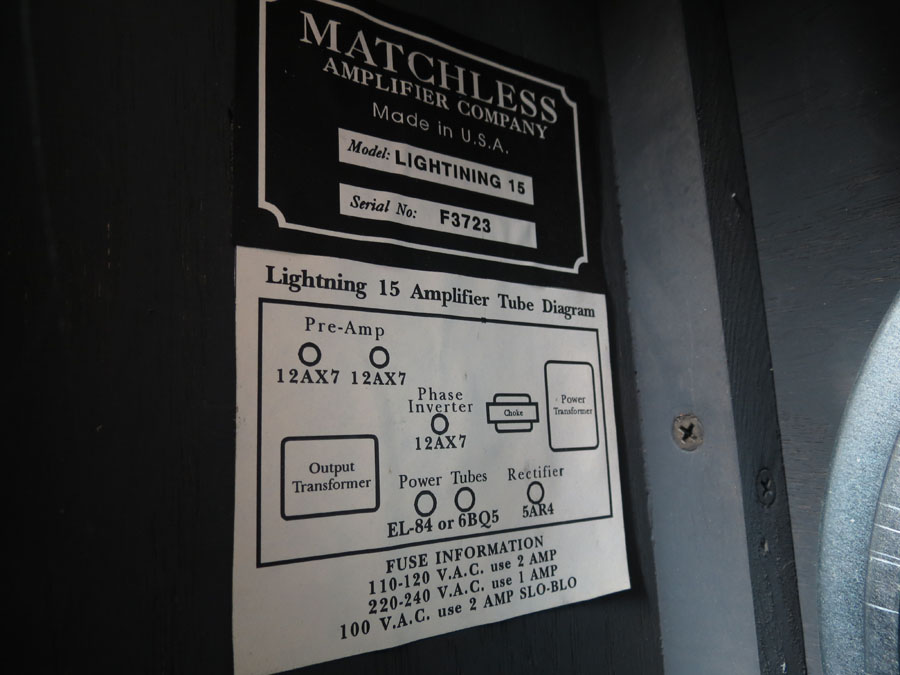 MATCHLESS
AMPLIFIER COMPANY
Made in U.S.A.
Model: LIGHTINING 15
Serial No: F3723
Lightning 15 Amplifier Tube Diagram
Pre-Amp
12AX7 12AX7
Phase
Inverter
12AX7
Choke
Power
Transformer
Output
Transformer
Power Tubes
EL-84 or 6BQ5
Rectifier
5AR4
FUSE INFORMATION
110-120 V.A.C. use 2 AMP
220-240 V.A.C. use 1 AMP
100 V.A.C. use 2 AMP SLO-BLO